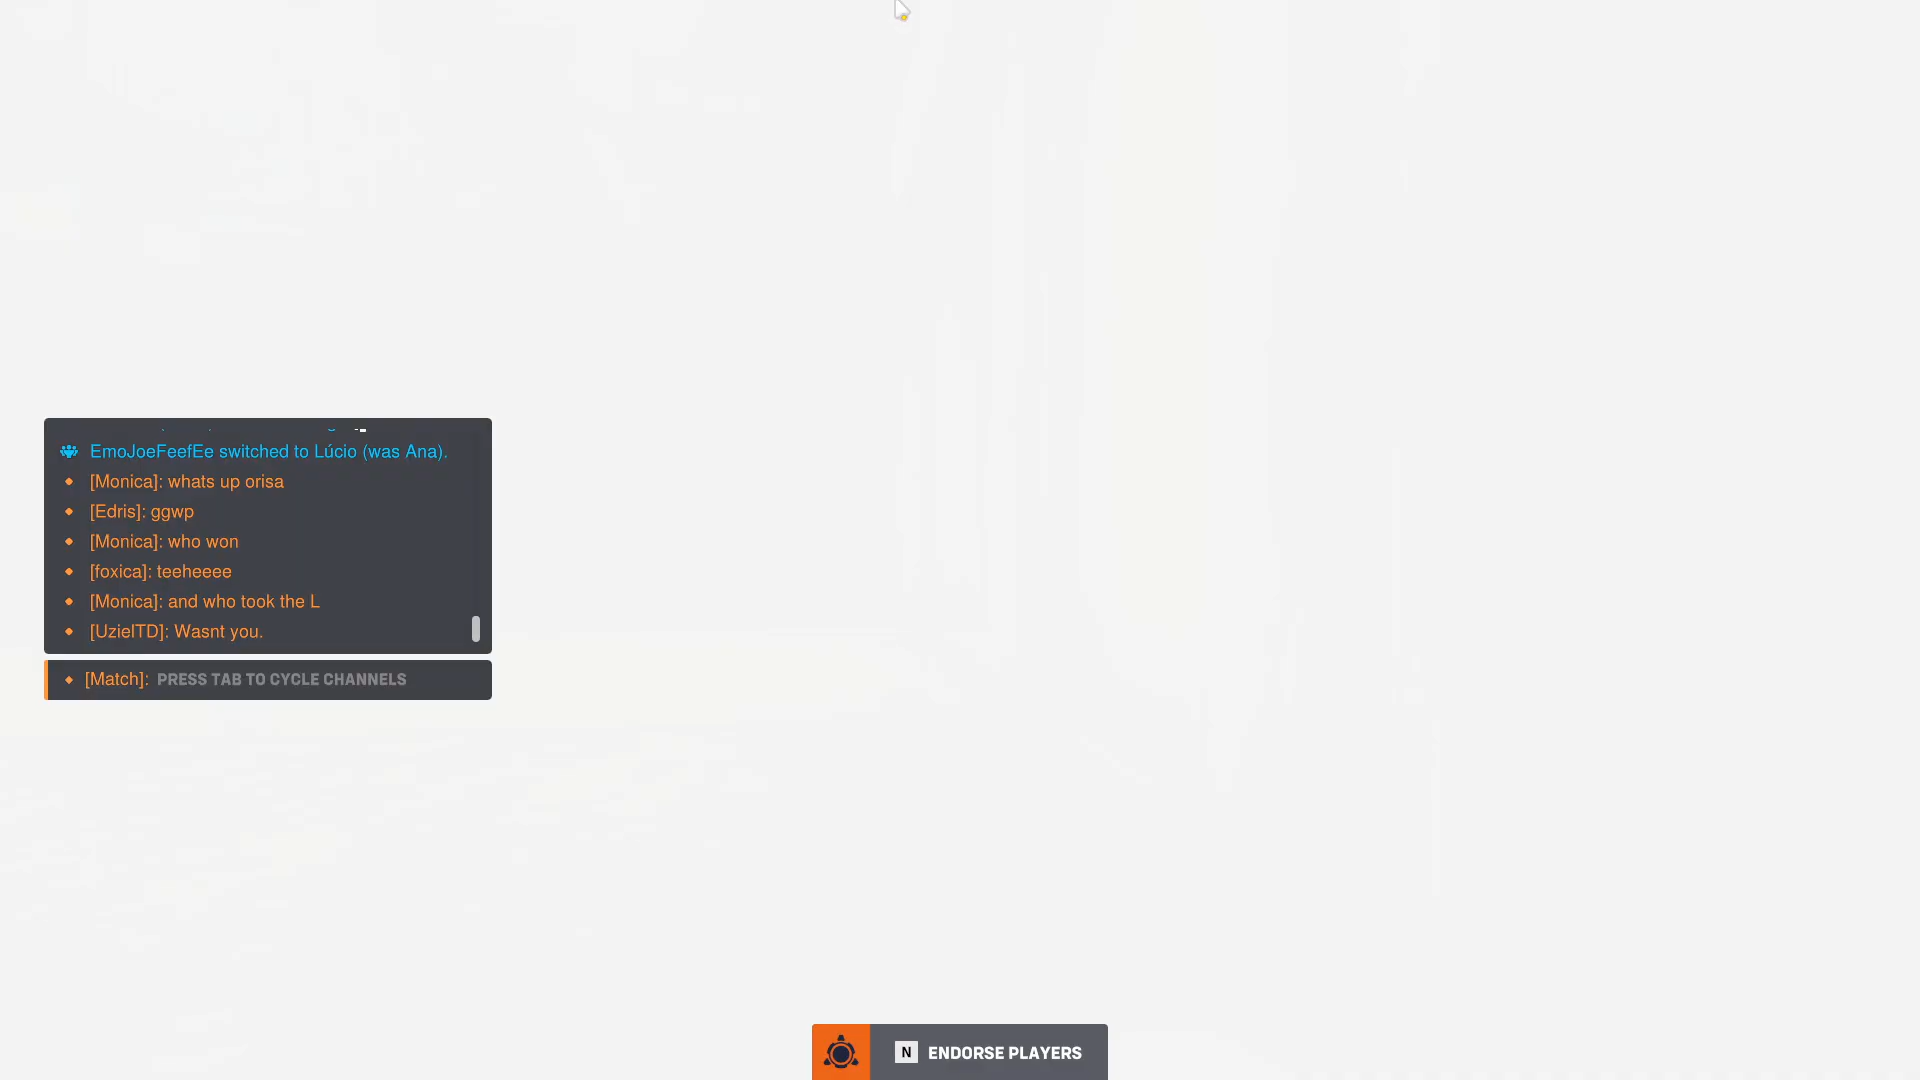 EmoJoeFeefEe switched to Lúcio (was Ana).
[Monica]: whats up orisa
[Edris]: ggwp
[Monica]: who won
[foxica]: teeheeee
[Monica]: and who took the L
[UzielTD]: Wasnt you.
[Match]: PRESS TAB TO CYCLE CHANNELS
N ENDORSE PLAYERS